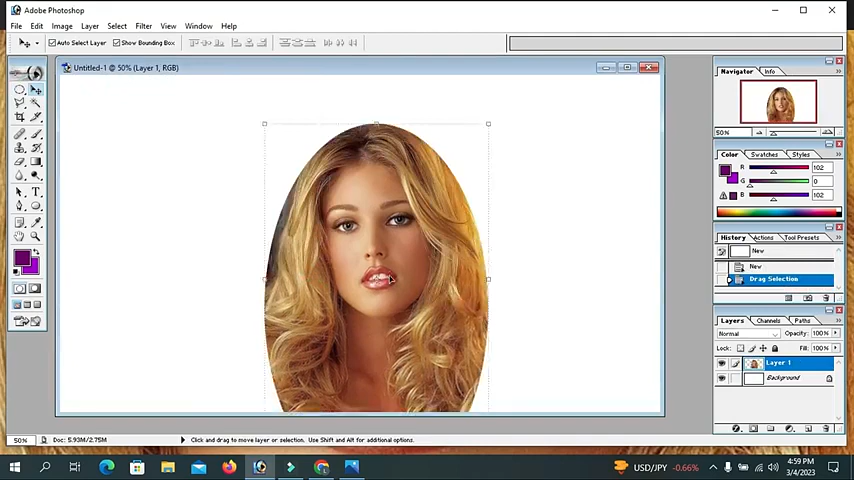 Adobe Photoshop
File Edit Image Layer Select Filter View Window Help
Auto Select Layer Show Bounding Box
Untitled-1 @ 50% (Layer 1, RGB)
Navigator Info
50%
Color Swatches Styles
R 102
G 0
B 102
History Actions Tool Presets
New
New
Drag Selection
Layers Channels Paths
Normal Opacity: 100%
Lock: Fill: 100%
Layer 1
Background
50% Doc: 5.93M/2.75M Click and drag to move layer or selection. Use Shift and Alt for additional options.
USD/JPY -0.66% 4:59 PM
3/4/2023